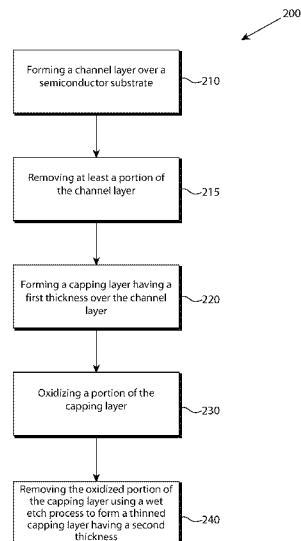 200
Forming a channel layer over a
semiconductor substrate
210
Removing at least a portion of
the channel layer
215
Forming a capping layer having a
first thickness over the channel
layer
220
Oxidizing a portion of the
capping layer
230
Removing the oxidized portion of
the capping layer using a wet
etch process to form a thinned
capping layer having a second
thickness
240